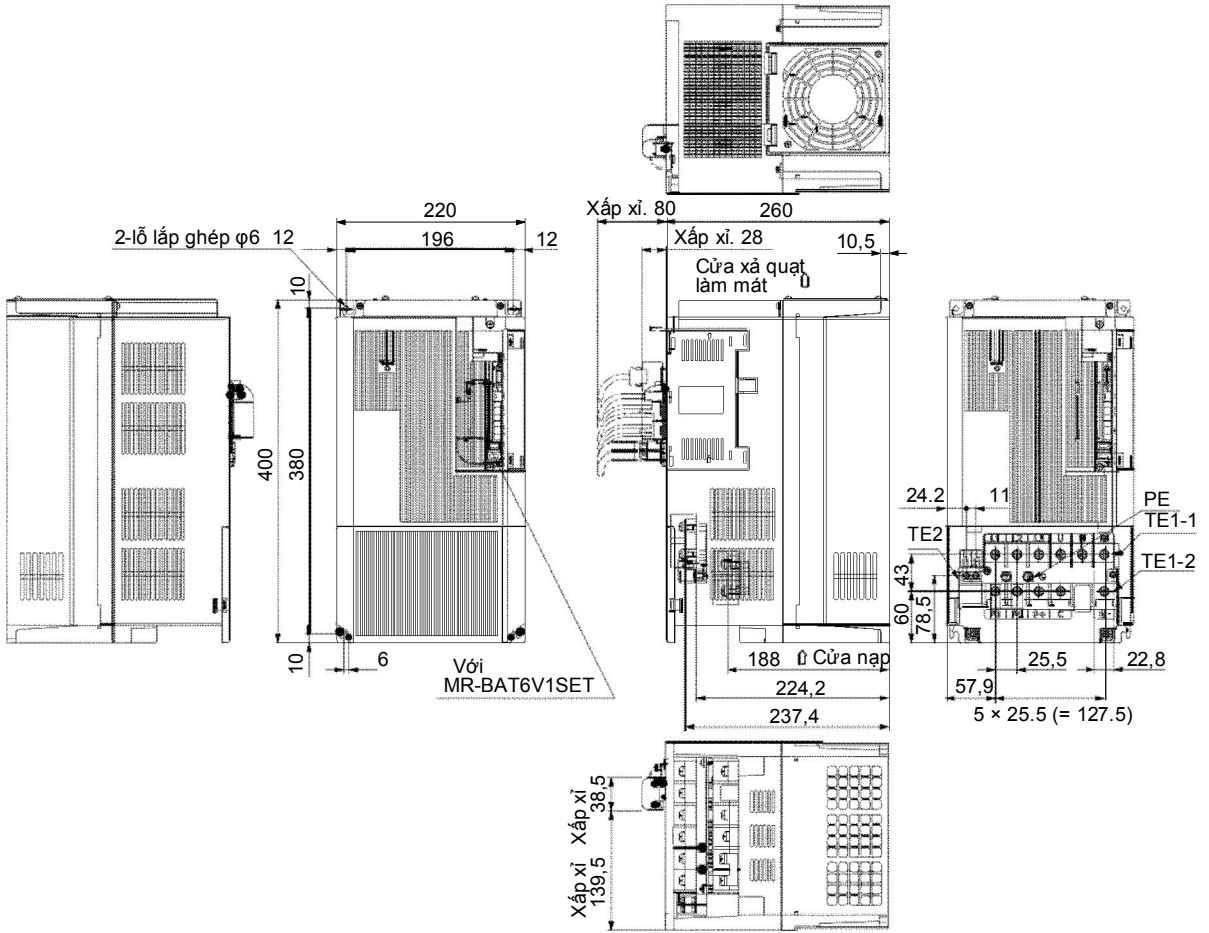 220
Xấp xỉ. 80
260
2-lỗ lắp ghép φ6
12
196
12
Xấp xỉ. 28
10,5
Cửa xả quạt
làm mát
10
400
380
10
6
Với
MR-BAT6V1SET
24.2
11
PE
TE1-1
TE2
TE1-2
43
60
78,5
188
Cửa nạp
25,5
22,8
224,2
57,9
237,4
5 × 25.5 (= 127.5)
Xấp xỉ
38,5
Xấp xỉ
139,5